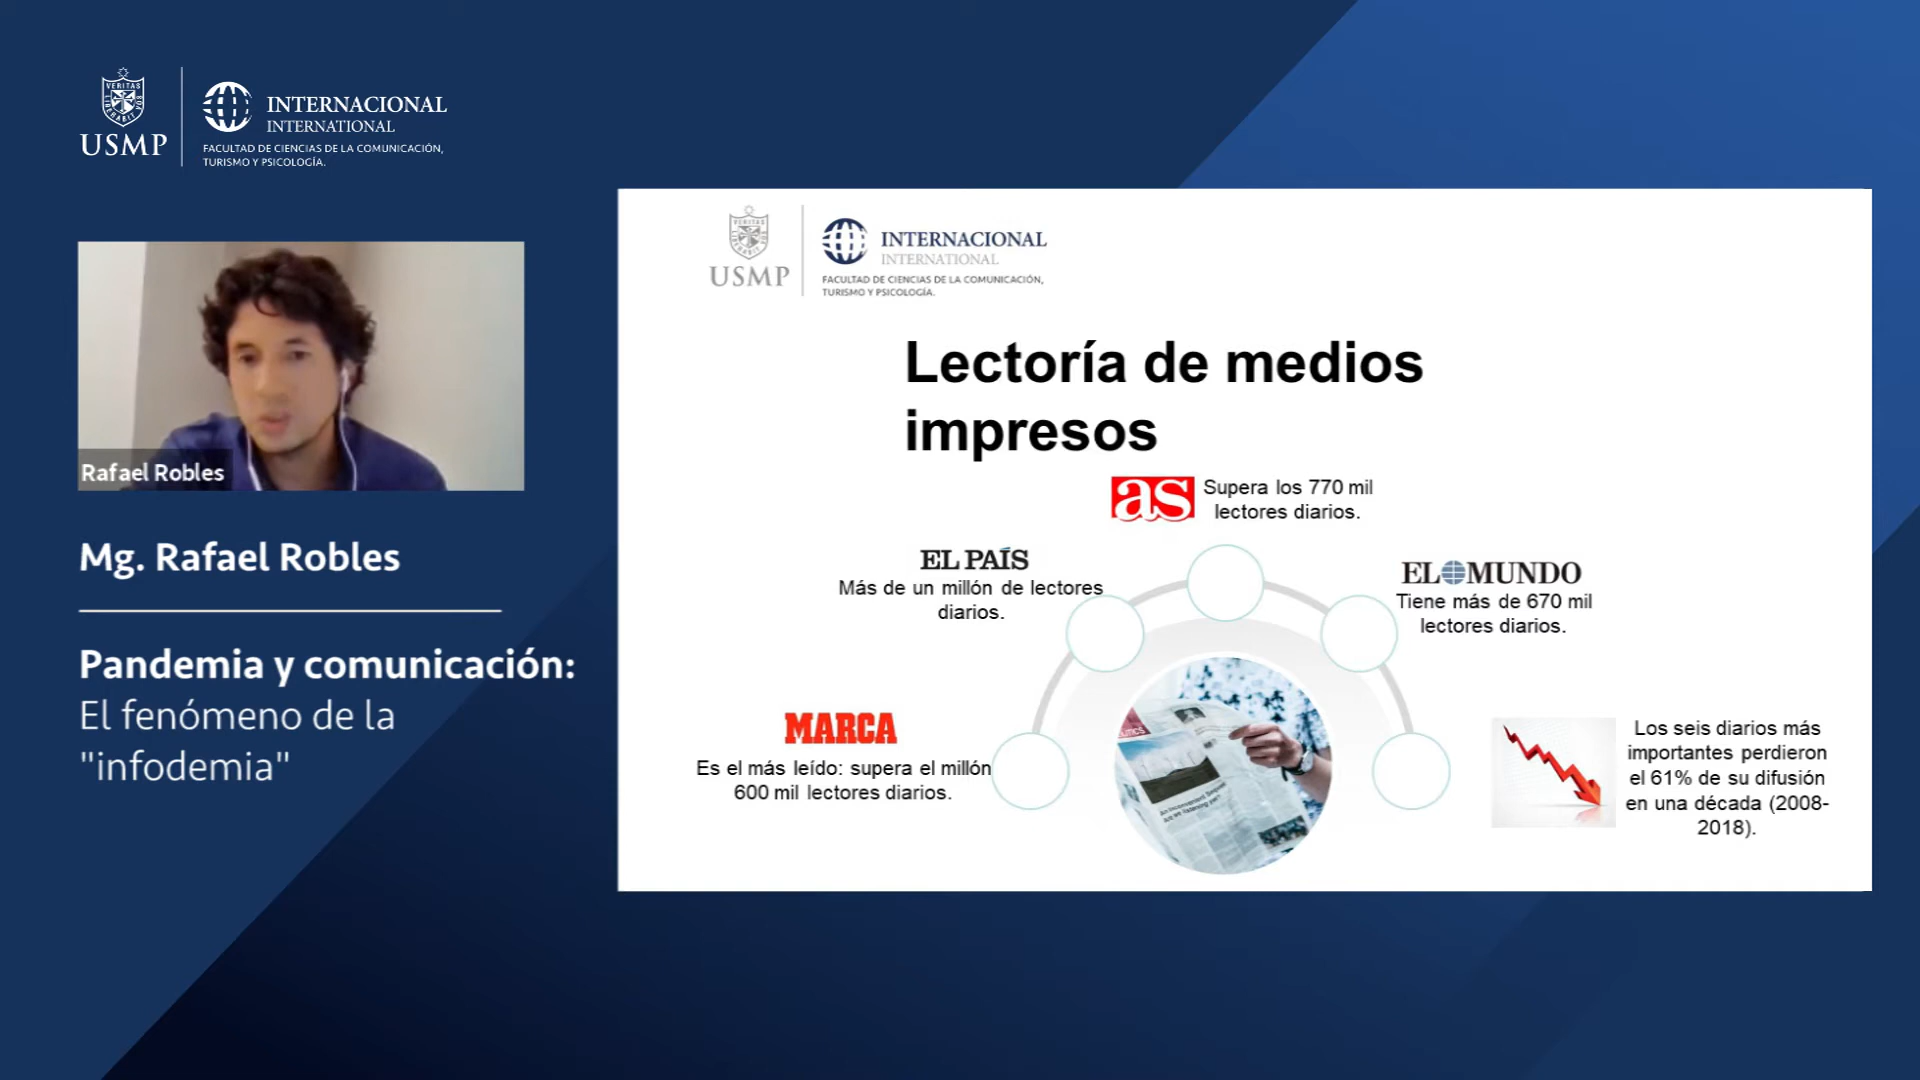 VERITAS
LIBERABIT VOS
USMP
INTERNACIONAL
INTERNATIONAL
FACULTAD DE CIENCIAS DE LA COMUNICACIÓN,
TURISMO Y PSICOLOGÍA.
Rafael Robles
Mg. Rafael Robles
Pandemia y comunicación:
El fenómeno de la
"infodemia"
VERITAS
USMP
INTERNACIONAL
INTERNATIONAL
FACULTAD DE CIENCIAS DE LA COMUNICACIÓN,
TURISMO Y PSICOLOGÍA.
Lectoría de medios
impresos
as
Supera los 770 mil
lectores diarios.
EL PAÍS
Más de un millón de lectores
diarios.
EL MUNDO
Tiene más de 670 mil
lectores diarios.
MARCA
Es el más leído: supera el millón
600 mil lectores diarios.
Los seis diarios más
importantes perdieron
el 61% de su difusión
en una década (2008-
2018).